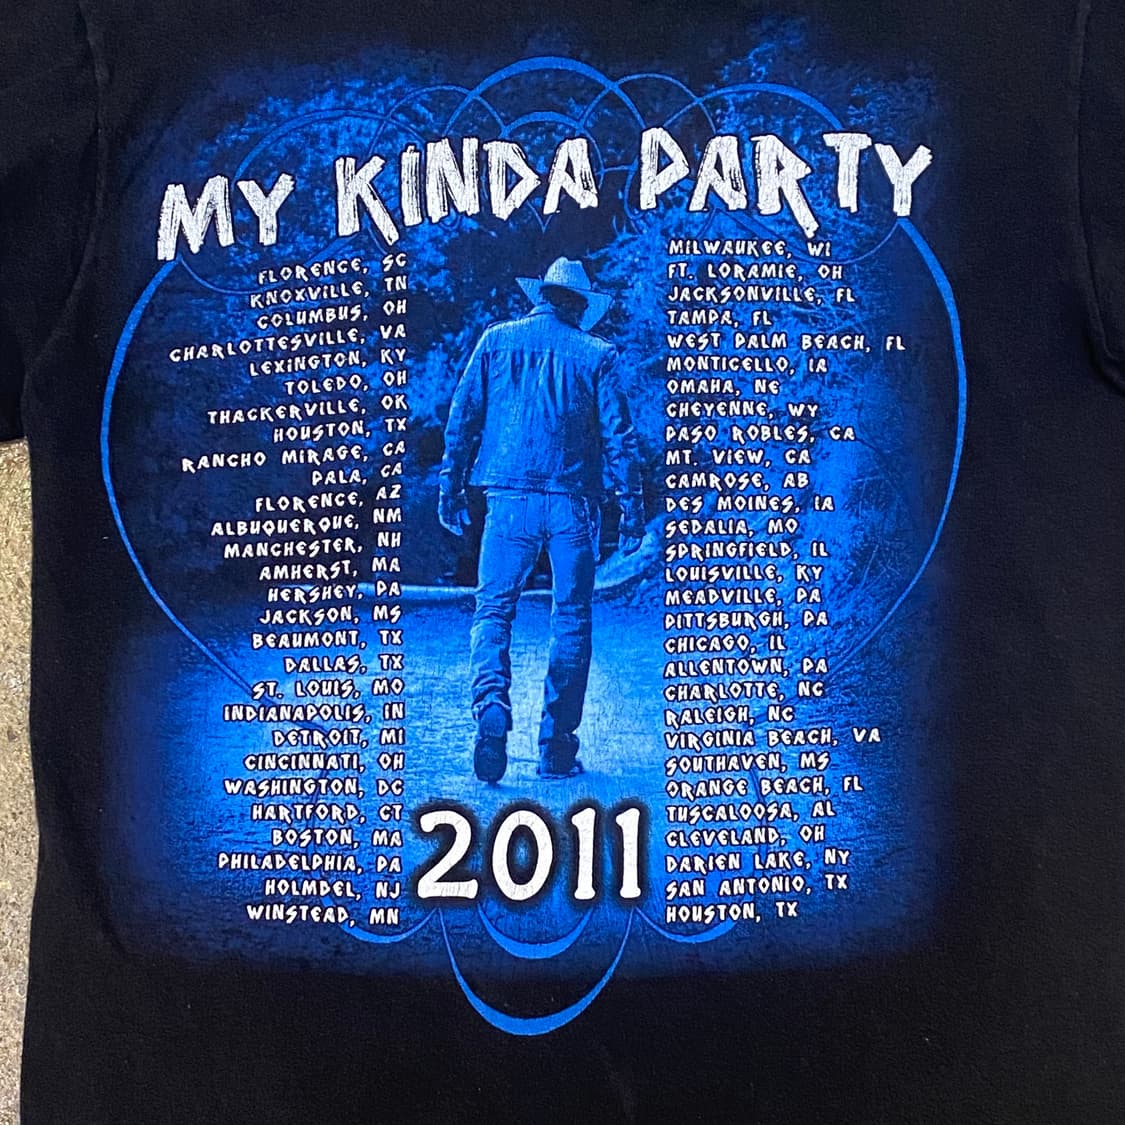 MY KINDA PARTY
FLORENCE, SC
KNOXVILLE, TN
COLUMBUS, OH
CHARLOTTESVILLE, VA
LEXINGTON, KY
TOLEDO, OH
THACKERVILLE, OK
HOUSTON, TX
RANCHO MIRAGE, CA
PALA, CA
FLORENCE, AZ
ALBUQUERQUE, NM
MANCHESTER, NH
AMHERST, MA
HERSHEY, PA
JACKSON, MS
BEAUMONT, TX
DALLAS, TX
ST. LOUIS, MO
INDIANAPOLIS, IN
DETROIT, MI
CINCINNATI, OH
WASHINGTON, DC
HARTFORD, CT
BOSTON, MA
PHILADELPHIA, PA
HOLMDEL, NJ
WINSTEAD, MN
MILWAUKEE, WI
FT. LORAMIE, OH
JACKSONVILLE, FL
TAMPA, FL
WEST PALM BEACH, FL
MONTICELLO, IA
OMAHA, NE
CHEYENNE, WY
PASO ROBLES, CA
MT. VIEW, CA
CAMROSE, AB
DES MOINES, IA
SEDALIA, MO
SPRINGFIELD, IL
LOUISVILLE, KY
MEADVILLE, PA
PITTSBURGH, PA
CHICAGO, IL
ALLENTOWN, PA
CHARLOTTE, NC
RALEIGH, NC
VIRGINIA BEACH, VA
SOUTHAVEN, MS
ORANGE BEACH, FL
TUSCALOOSA, AL
CLEVELAND, OH
DARIEN LAKE, NY
SAN ANTONIO, TX
HOUSTON, TX
2011